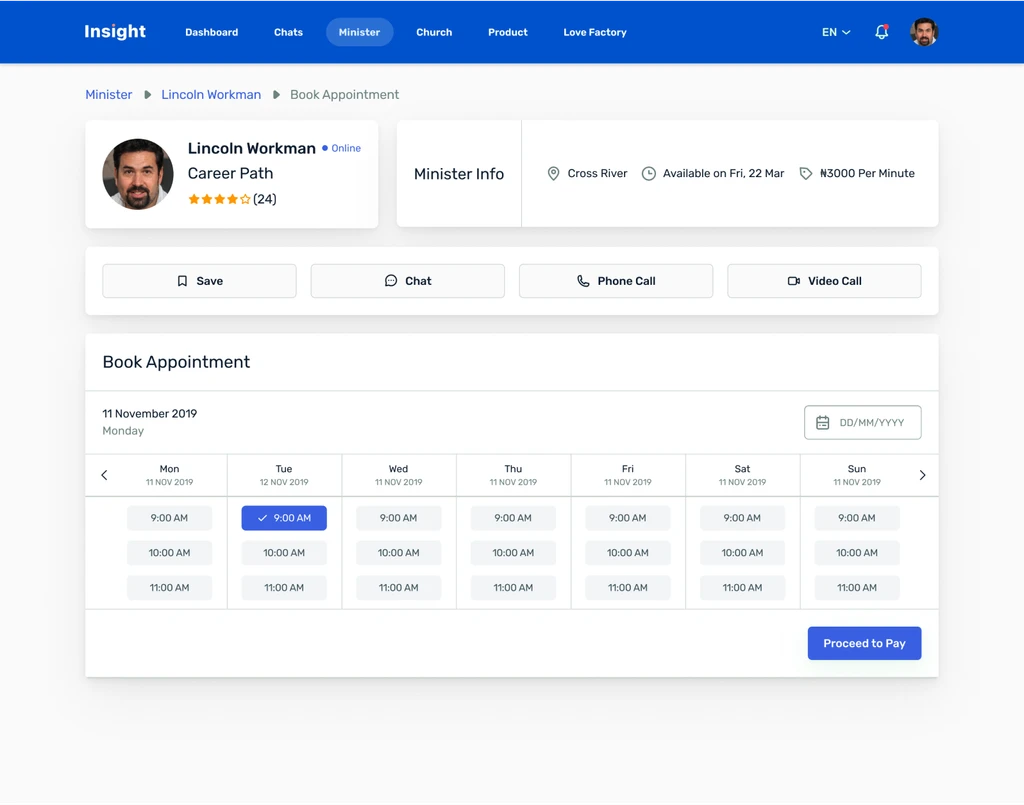 Insight Dashboard Chats Minister Church Product Love Factory EN
Minister Lincoln Workman Book Appointment
Lincoln Workman Online
Career Path
(24)
Minister Info
Cross River Available on Fri, 22 Mar ₦3000 Per Minute
Save Chat Phone Call Video Call
Book Appointment
11 November 2019
Monday
DD/MM/YYYY
Mon Tue Wed Thu Fri Sat Sun
11 NOV 2019 12 NOV 2019 11 NOV 2019 11 NOV 2019 11 NOV 2019 11 NOV 2019 11 NOV 2019
9:00 AM 9:00 AM 9:00 AM 9:00 AM 9:00 AM 9:00 AM 9:00 AM
10:00 AM 10:00 AM 10:00 AM 10:00 AM 10:00 AM 10:00 AM 10:00 AM
11:00 AM 11:00 AM 11:00 AM 11:00 AM 11:00 AM 11:00 AM 11:00 AM
Proceed to Pay